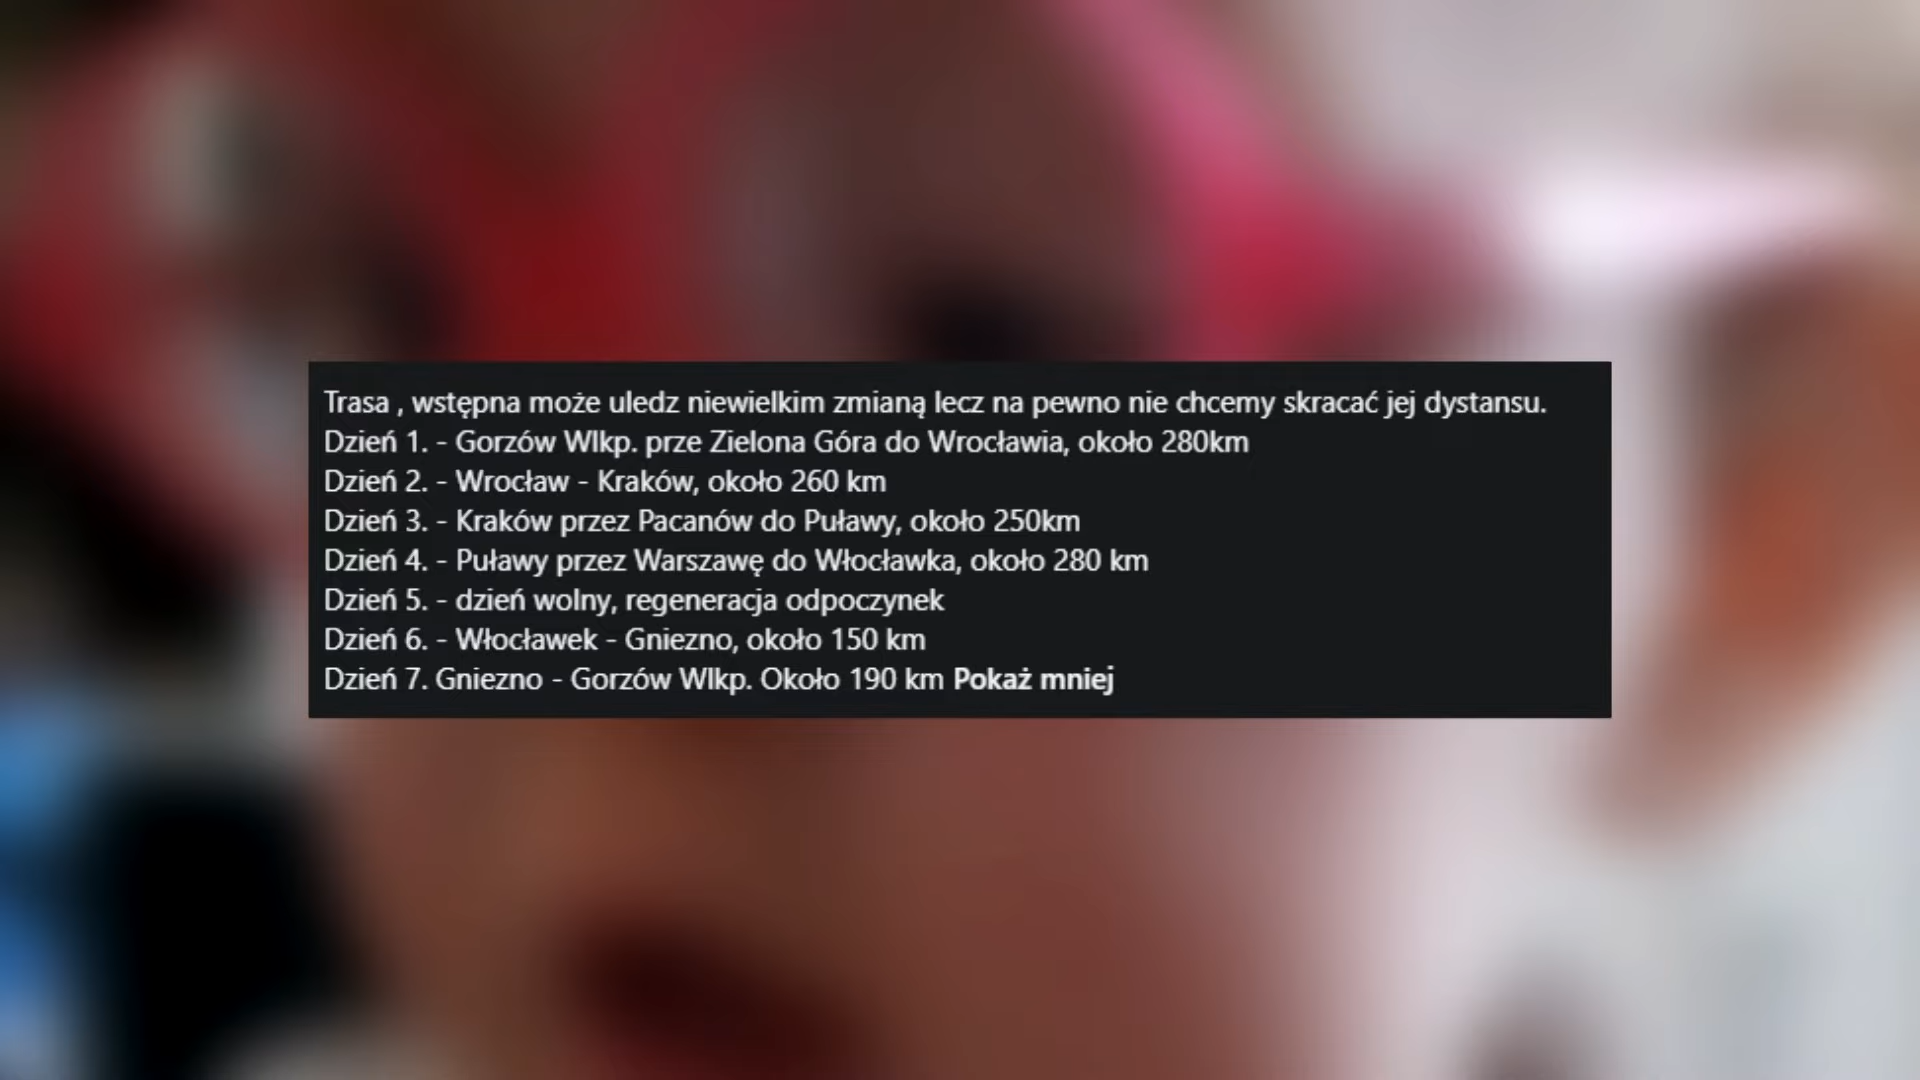 Trasa , wstępna może uledz niewielkim zmianą lecz na pewno nie chcemy skracać jej dystansu.
Dzień 1. - Gorzów Wlkp. prze Zielona Góra do Wrocławia, około 280km
Dzień 2. - Wrocław - Kraków, około 260 km
Dzień 3. - Kraków przez Pacanów do Puławy, około 250km
Dzień 4. - Puławy przez Warszawę do Włocławka, około 280 km
Dzień 5. - dzień wolny, regeneracja odpoczynek
Dzień 6. - Włocławek - Gniezno, około 150 km
Dzień 7. Gniezno - Gorzów Wlkp. Około 190 km Pokaż mniej